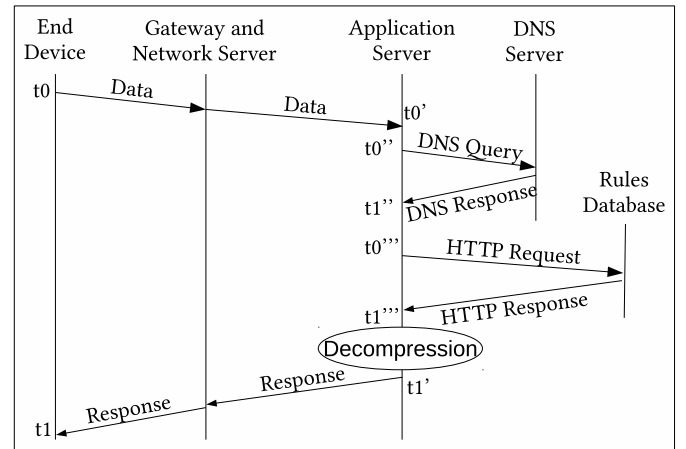 End
Device
Gateway and
Network Server
Application
Server
DNS
Server
t0
Data
Data
t0'
t0''
DNS Query
Rules
Database
t1''
DNS Response
t0'''
HTTP Request
t1'''
HTTP Response
Decompression
Response
t1'
Response
t1